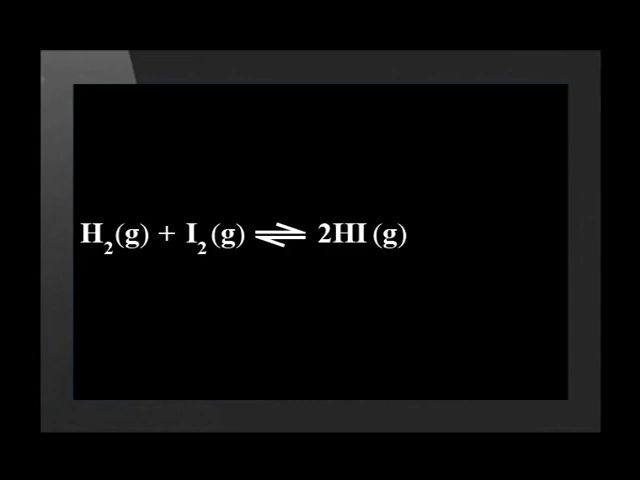 H₂(g) + I₂(g) ⇌ 2HI (g)